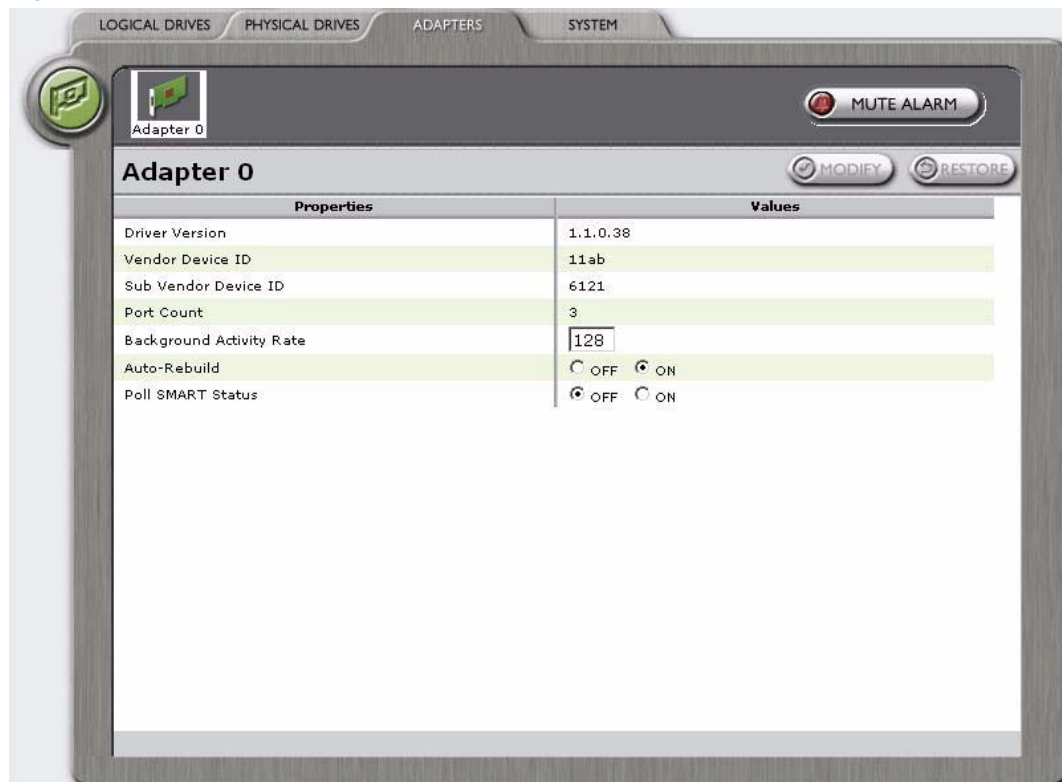 LOGICAL DRIVES PHYSICAL DRIVES ADAPTERS SYSTEM
Adapter 0
MUTE ALARM
Adapter 0
MODIFY RESTORE
Properties Values
Driver Version 1.1.0.38
Vendor Device ID 11ab
Sub Vendor Device ID 6121
Port Count 3
Background Activity Rate 128
Auto-Rebuild OFF ON
Poll SMART Status OFF ON